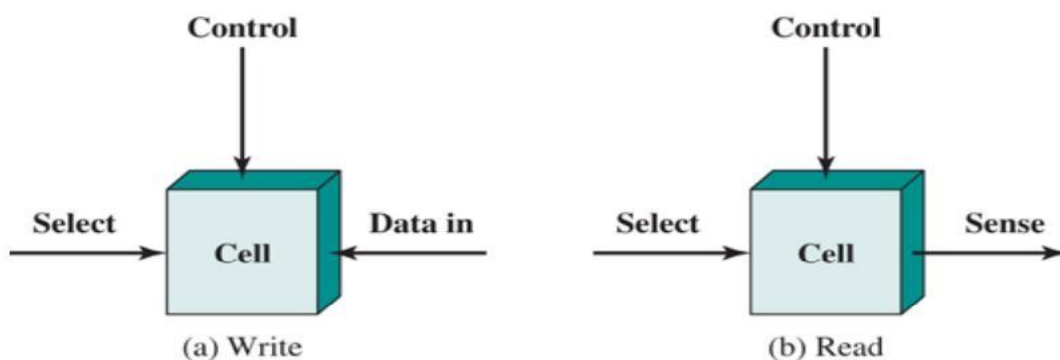 Control
Select
Cell
Data in
(a) Write
Control
Select
Cell
Sense
(b) Read